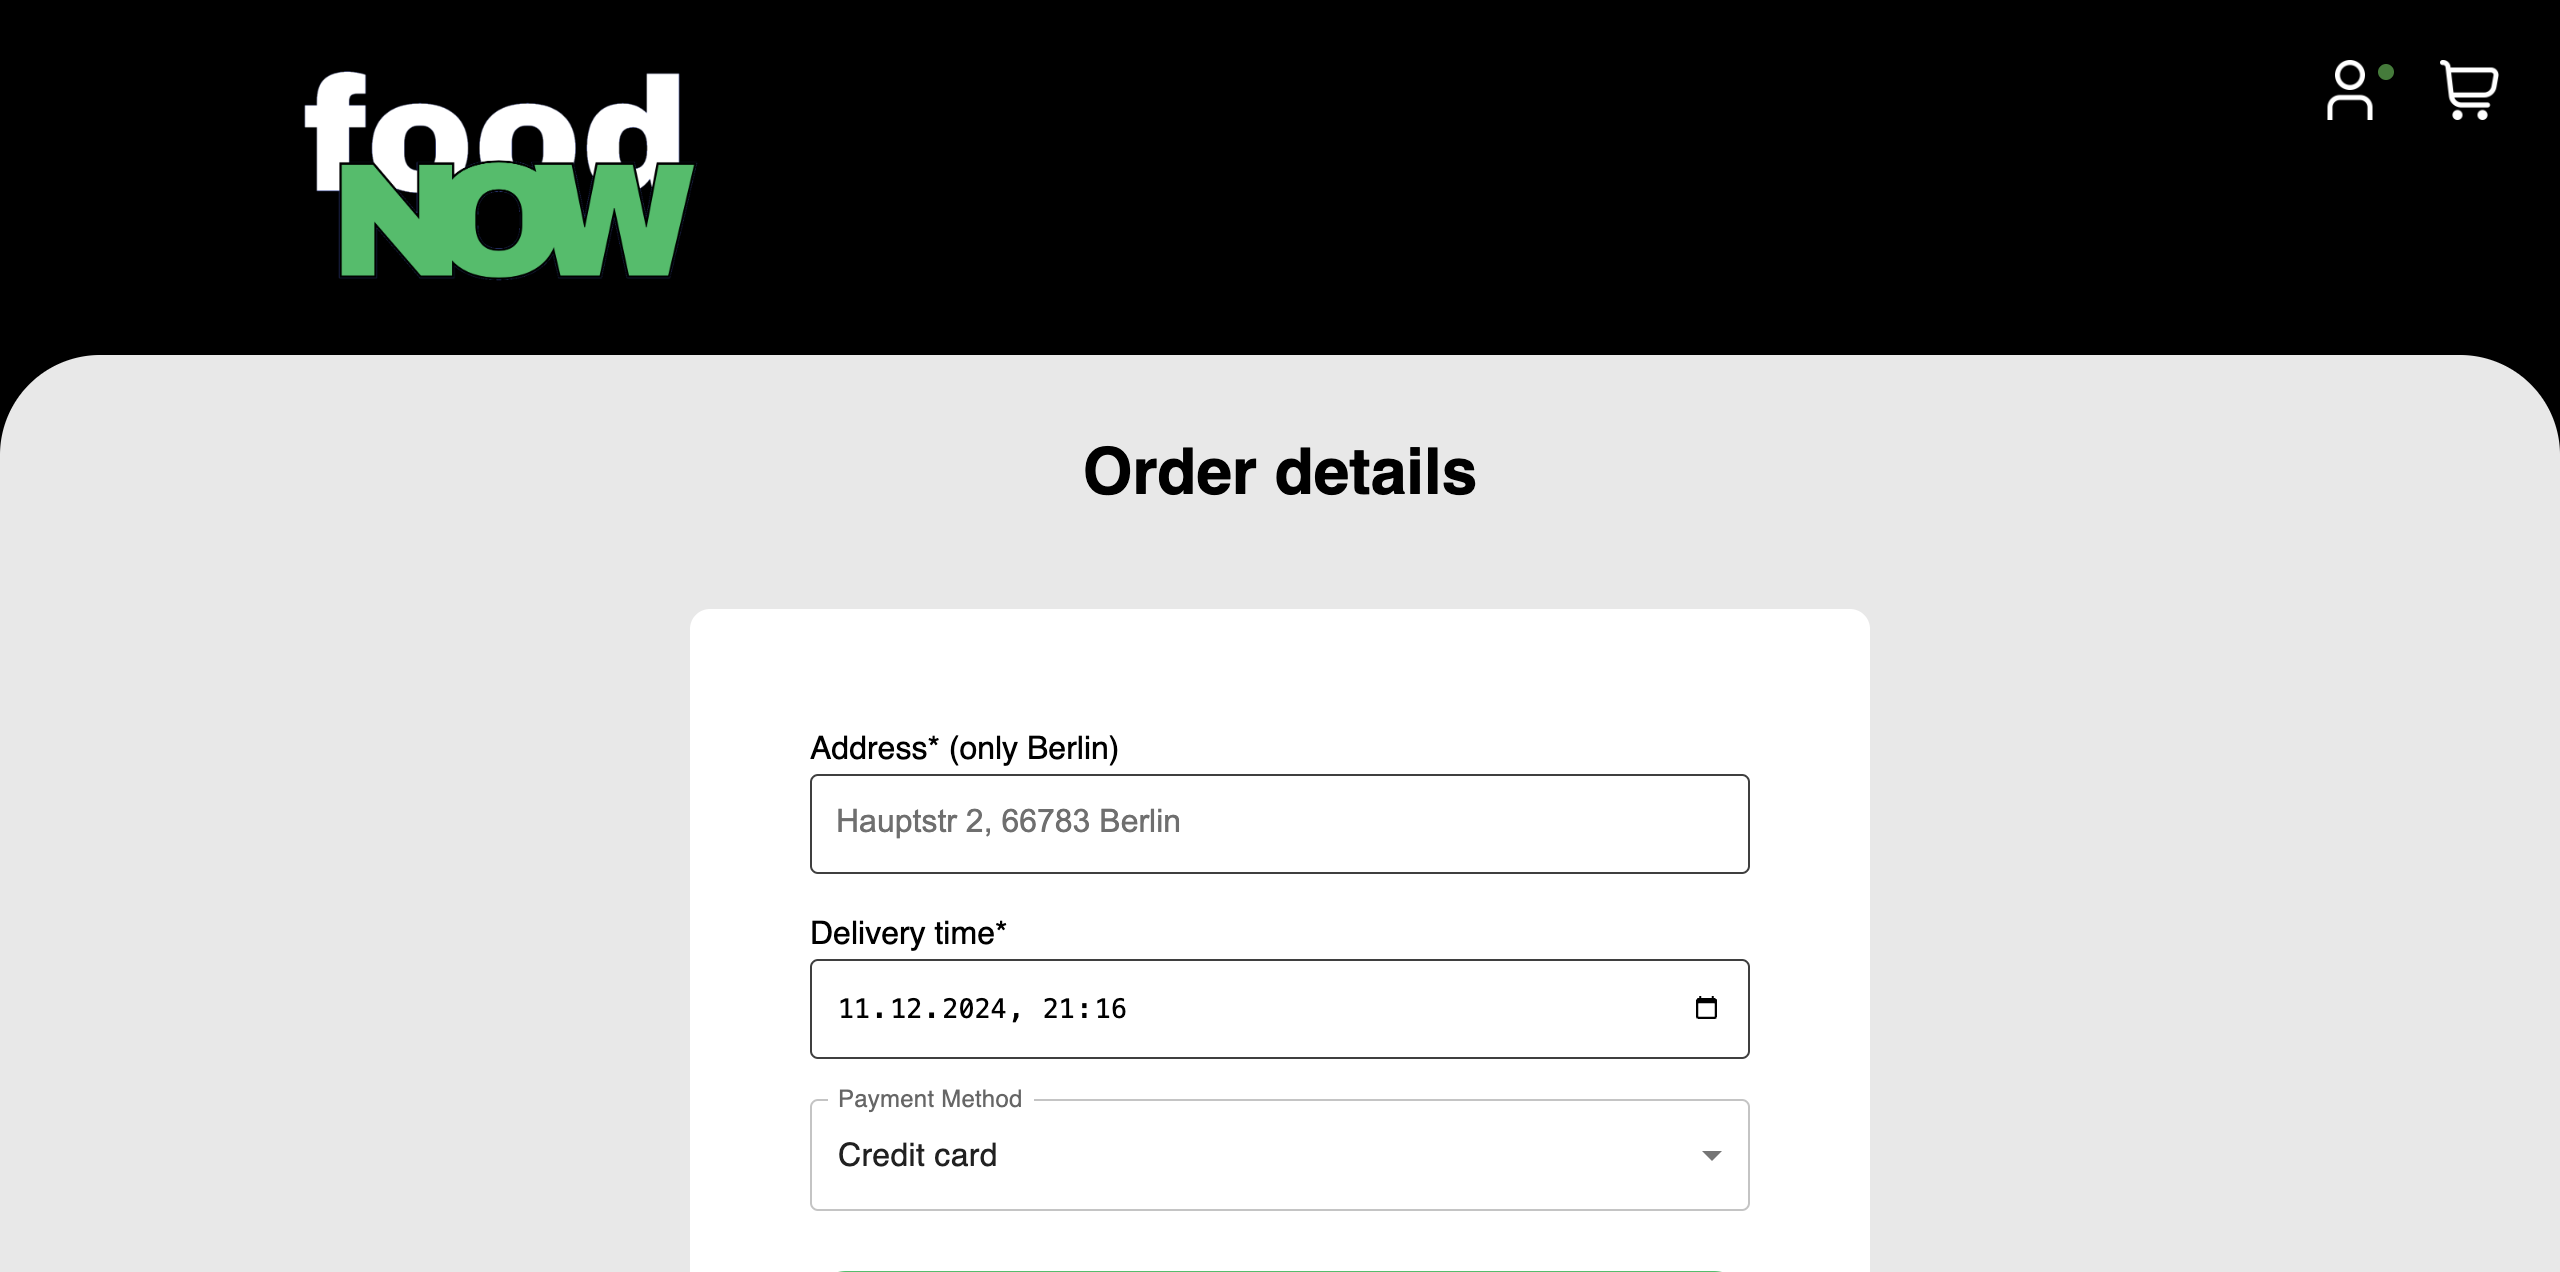 food
NOW
Order details
Address* (only Berlin)
Hauptstr 2, 66783 Berlin
Delivery time*
11.12.2024, 21:16
Payment Method
Credit card